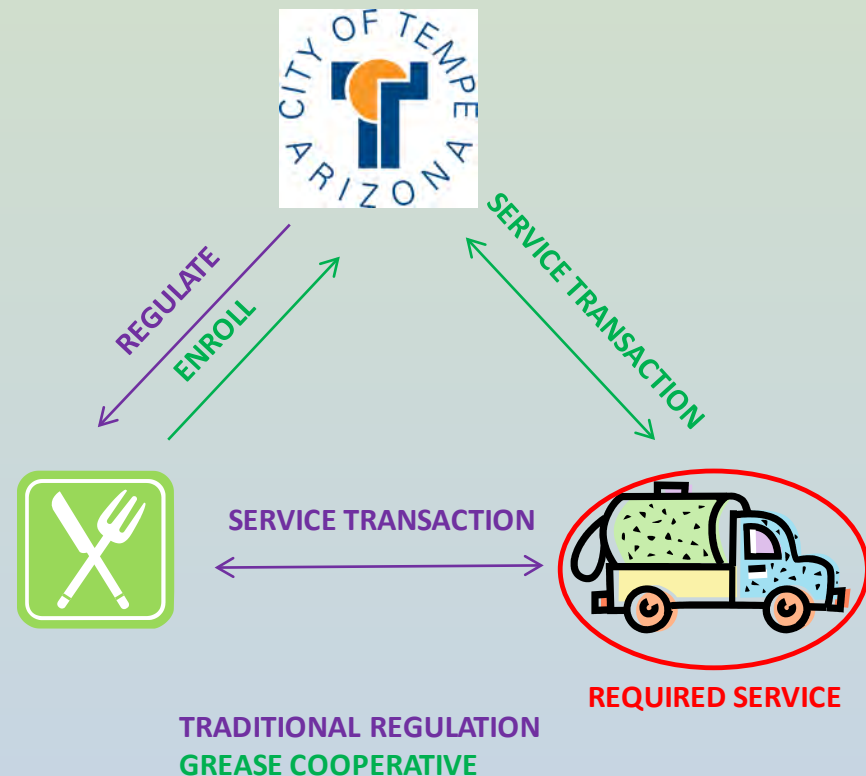 CITY OF TEMPE
ARIZONA
REGULATE
ENROLL
SERVICE TRANSACTION
SERVICE TRANSACTION
REQUIRED SERVICE
TRADITIONAL REGULATION
GREASE COOPERATIVE